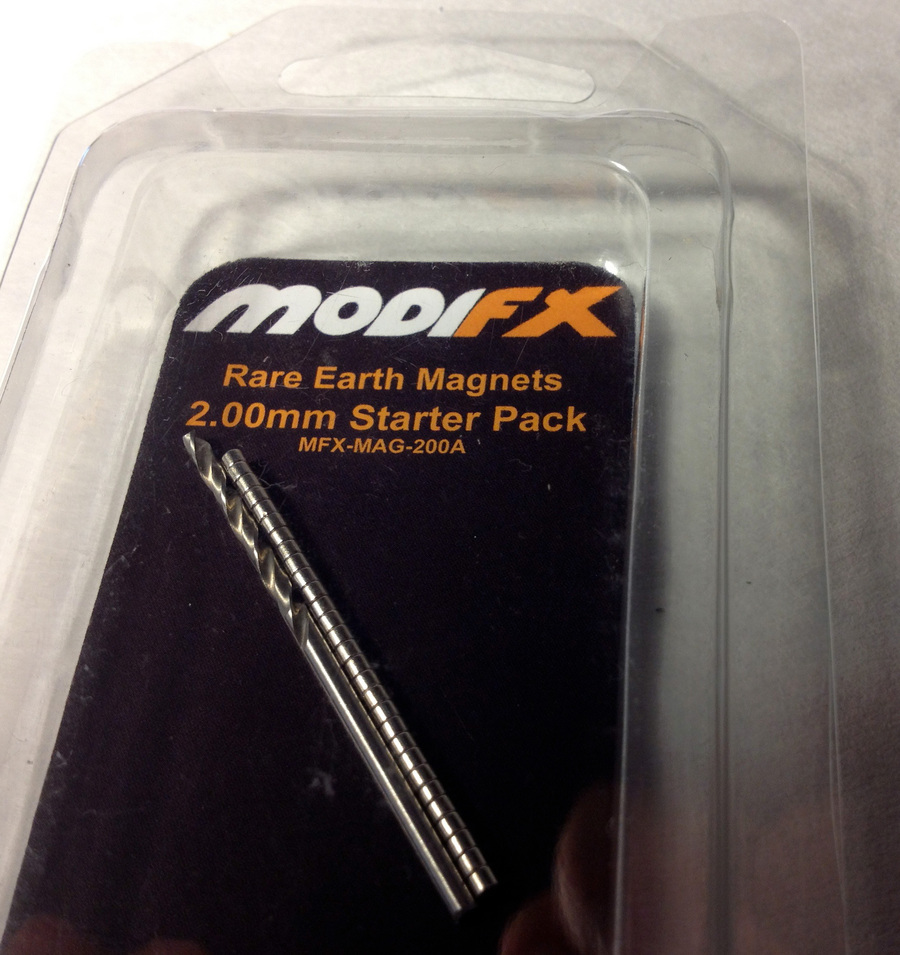 MODIFX
Rare Earth Magnets
2.00mm Starter Pack
MFX-MAG-200A